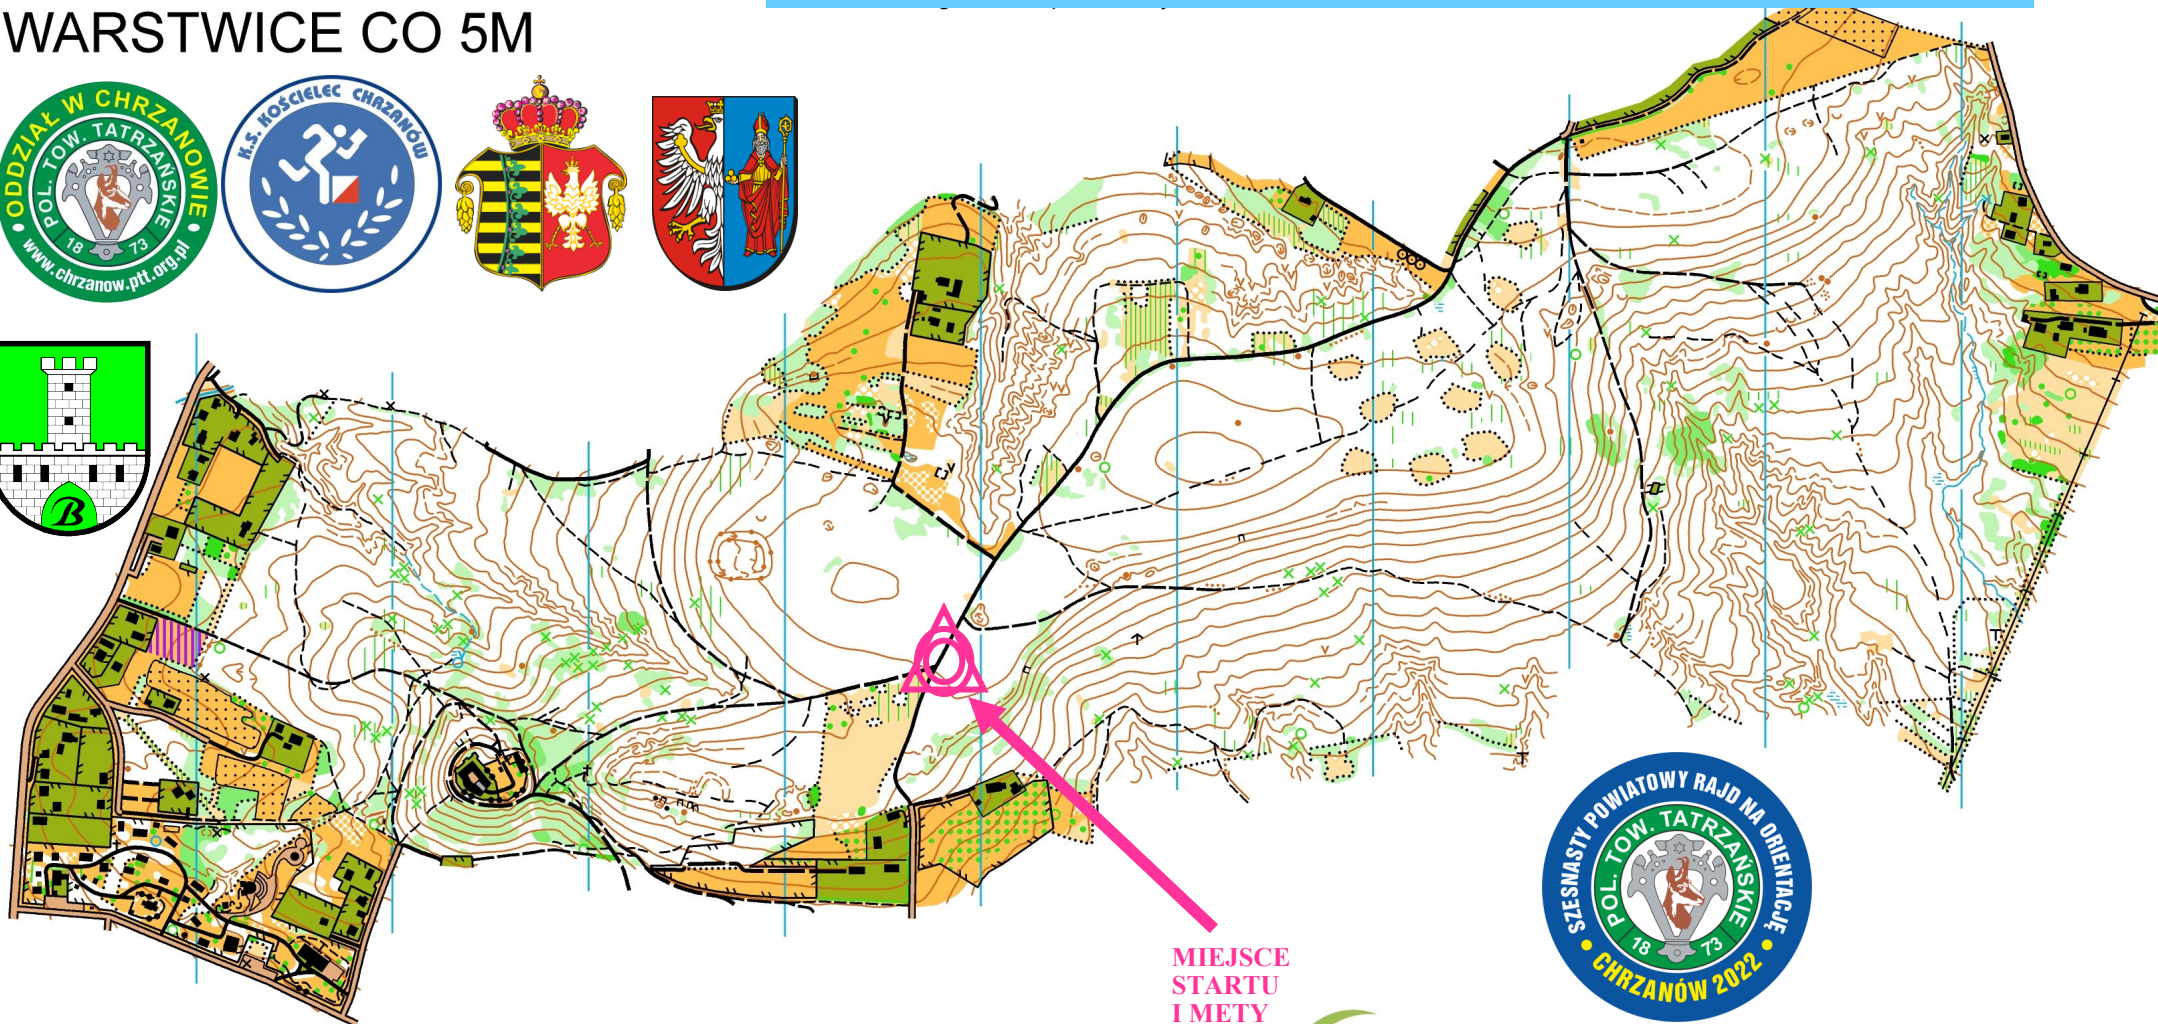 WARSTWICE CO 5M
ODDZIAŁ W CHRZANOWIE
POL. TOW. TATRZAŃSKIE
18 73
www.chrzanow.ptt.org.pl
K.S. KOŚCIELEC CHRZANÓW
B
MIEJSCE
STARTU
I METY
SZESNASTY POWIATOWY RAJD NA ORIENTACJĘ
POL. TOW. TATRZAŃSKIE
18 73
CHRZANÓW 2022